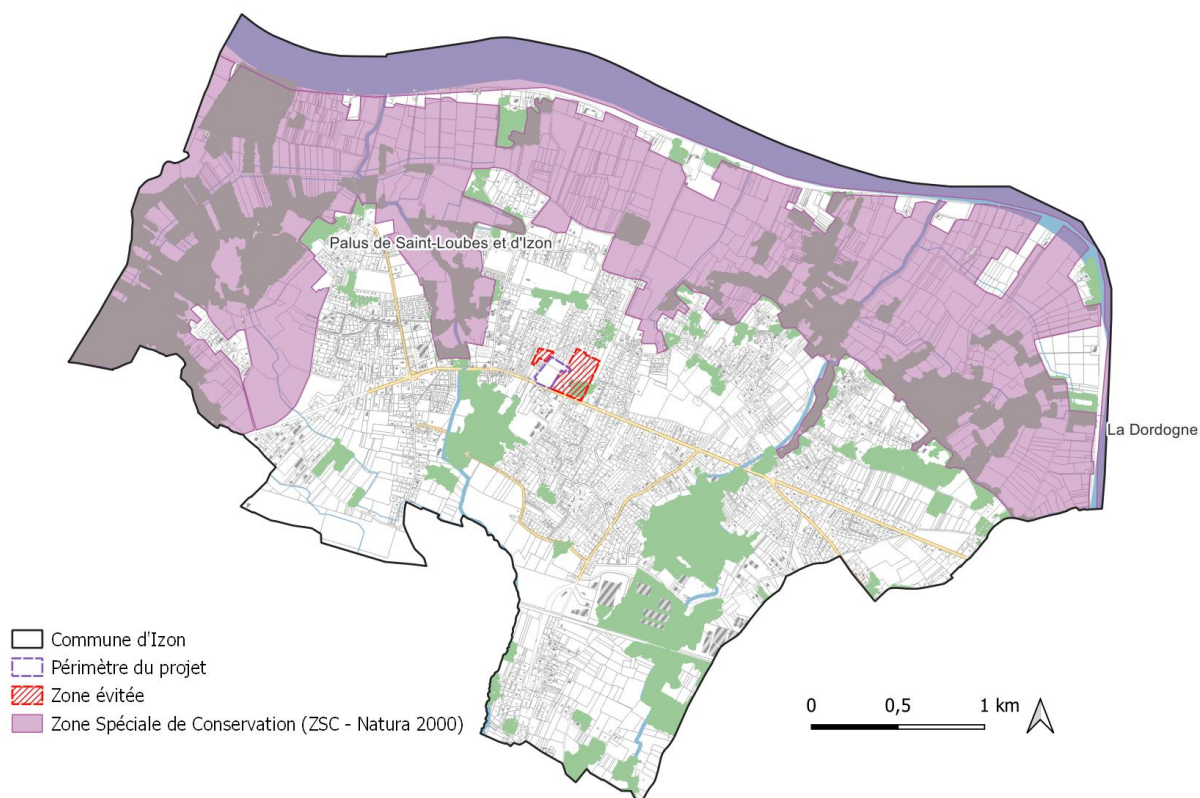 Palus de Saint-Loubes et d'Izon
La Dordogne
Commune d'Izon
Périmètre du projet
Zone évitée
Zone Spéciale de Conservation (ZSC - Natura 2000)
0 0,5 1 km